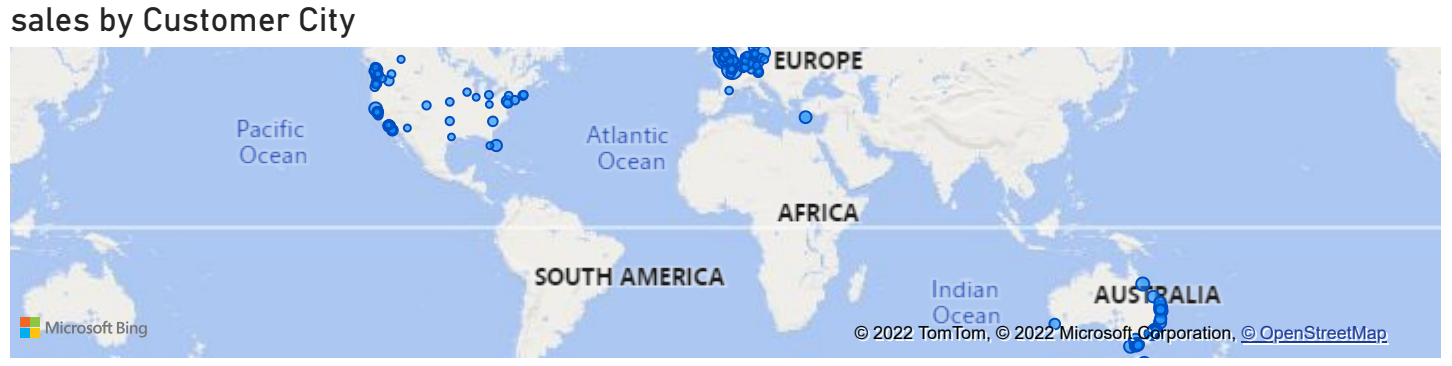 sales by Customer City
EUROPE
Pacific
Ocean
Atlantic
Ocean
AFRICA
SOUTH AMERICA
Indian
Ocean
AUSTRALIA
Microsoft Bing
© 2022 TomTom, © 2022 Microsoft Corporation, © OpenStreetMap